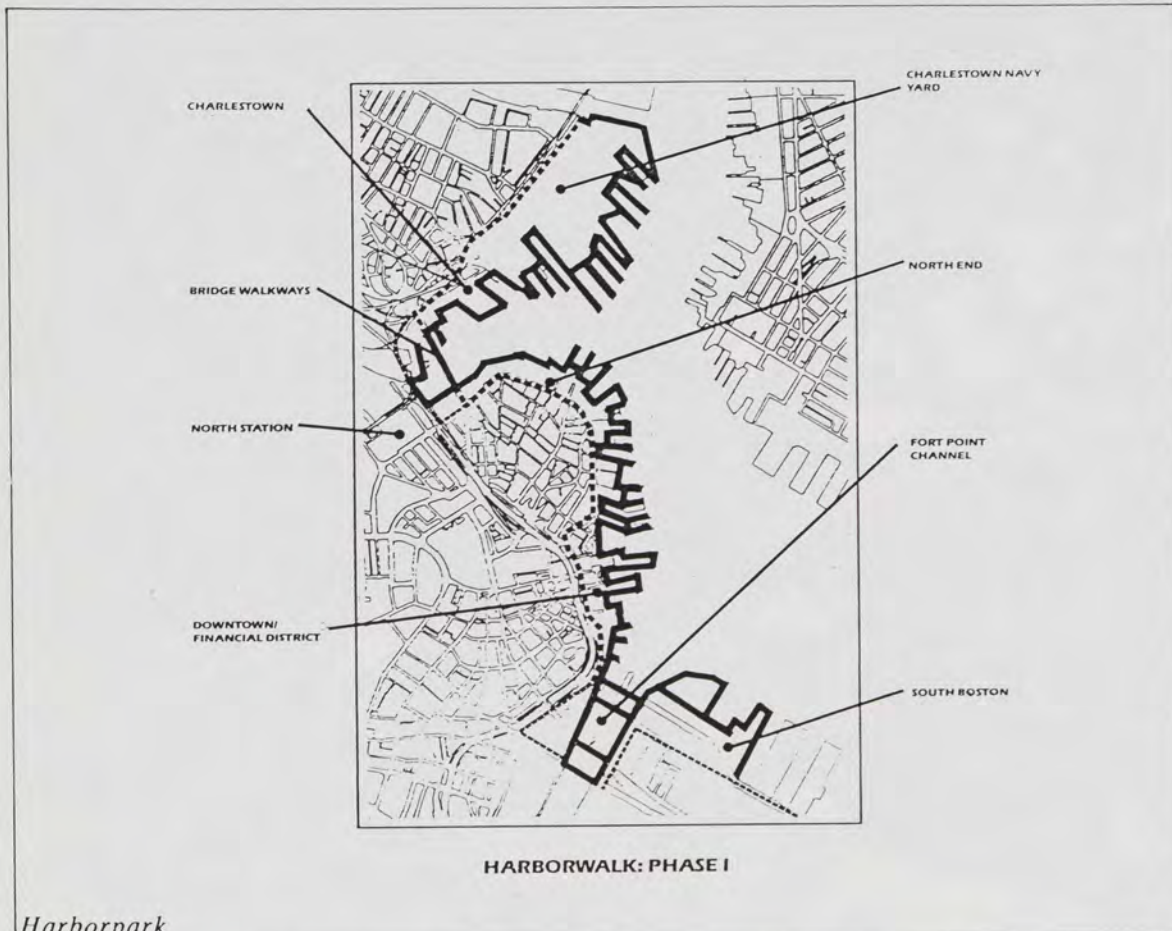 CHARLESTOWN NAVY
YARD
CHARLESTOWN
NORTH END
BRIDGE WALKWAYS
NORTH STATION
FORT POINT
CHANNEL
DOWNTOWN/
FINANCIAL DISTRICT
SOUTH BOSTON
HARBORWALK: PHASE I
Harborpark